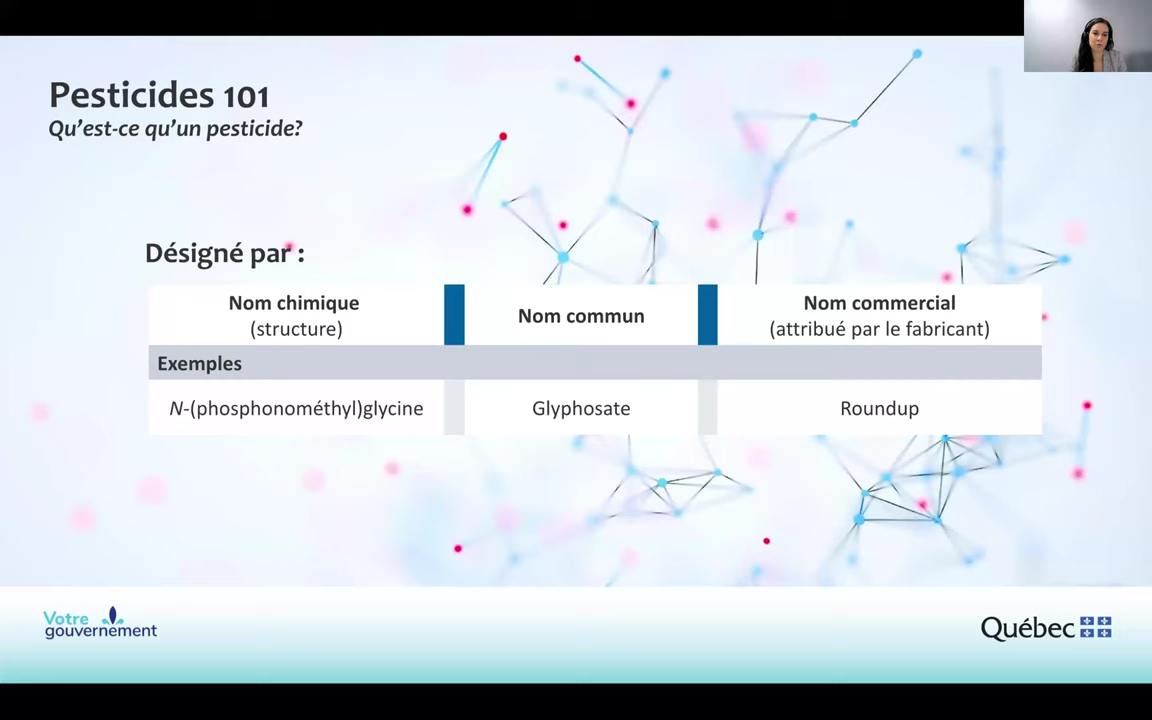 Pesticides 101
Qu'est-ce qu'un pesticide?
Désigné par :
Nom chimique
(structure)
Nom commun
Nom commercial
(attribué par le fabricant)
Exemples
N-(phosphonométhyl)glycine
Glyphosate
Roundup
Votre
gouvernement
Québec